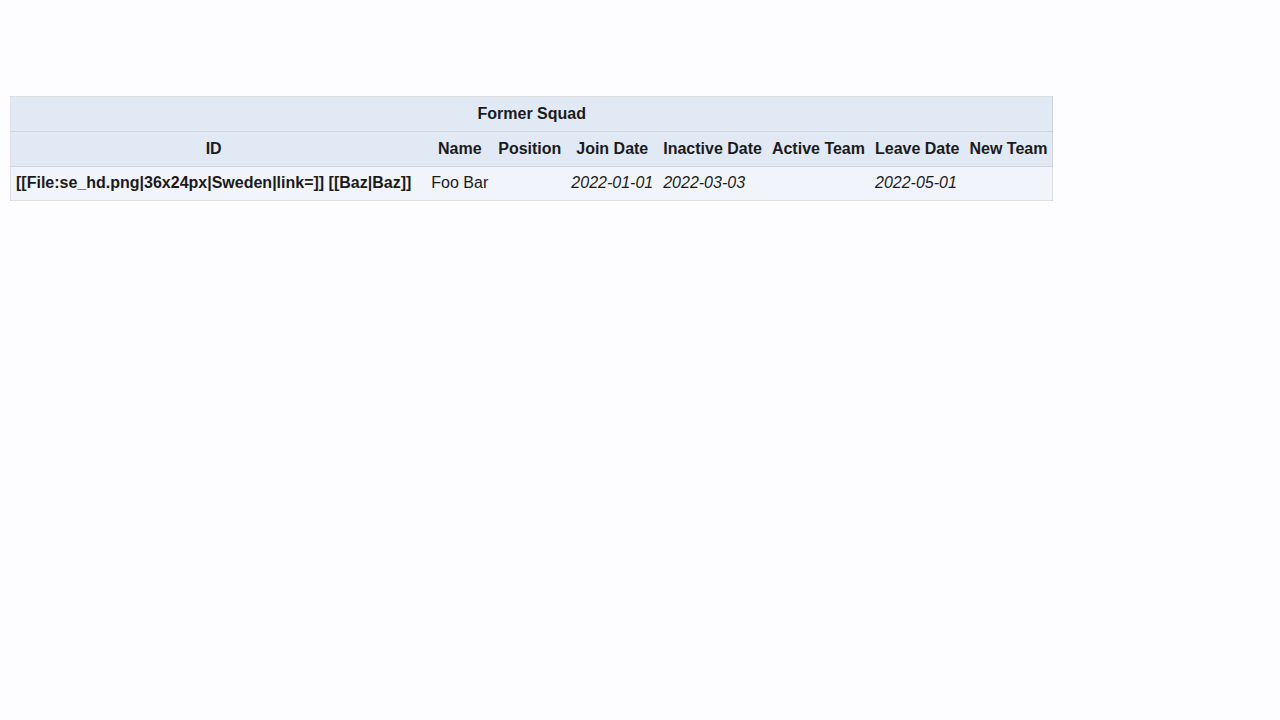 Former Squad
ID Name Position Join Date Inactive Date Active Team Leave Date New Team
[[File:se_hd.png|36x24px|Sweden|link=]] [[Baz|Baz]] Foo Bar 2022-01-01 2022-03-03 2022-05-01